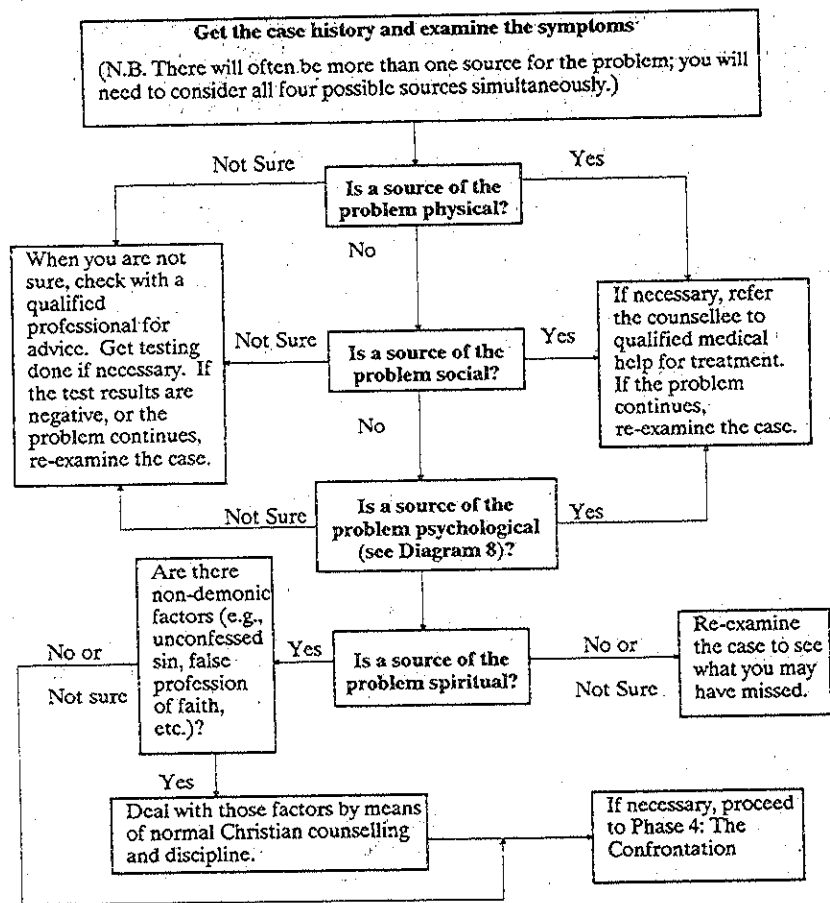 Get the case history and examine the symptoms
(N.B. There will often be more than one source for the problem; you will
need to consider all four possible sources simultaneously.)
Not Sure
Yes
Is a source of the
problem physical?
No
When you are not
sure, check with a
qualified
professional for
advice. Get testing
done if necessary. If
the test results are
negative, or the
problem continues,
re-examine the case.
Not Sure
Is a source of the
problem social?
Yes
If necessary, refer
the counsellee to
qualified medical
help for treatment.
If the problem
continues,
re-examine the case.
No
Not Sure
Is a source of the
problem psychological
(see Diagram 8)?
Yes
Are there
non-demonic
factors (e.g.,
unconfessed
sin, false
profession
of faith,
etc.)?
No or
Not sure
Yes
Is a source of the
problem spiritual?
No or
Not Sure
Re-examine
the case to see
what you may
have missed.
Yes
Deal with those factors by means
of normal Christian counselling
and discipline.
If necessary, proceed
to Phase 4: The
Confrontation